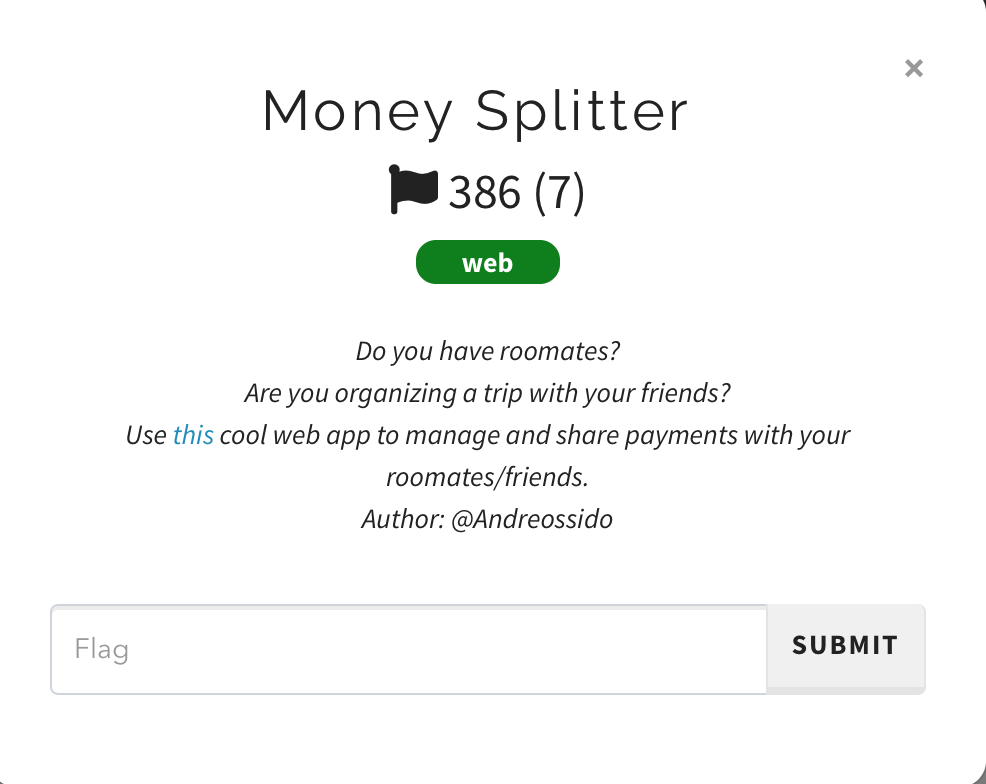 ×
Money Splitter
386 (7)
web
Do you have roomates?
Are you organizing a trip with your friends?
Use this cool web app to manage and share payments with your
roomates/friends.
Author: @Andreossido
Flag
SUBMIT